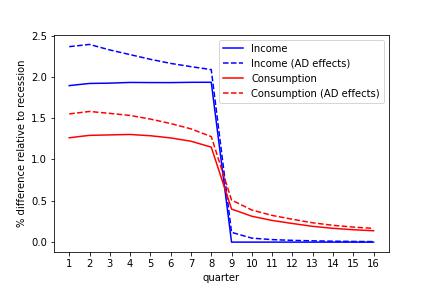 2.5
2.0
1.5
1.0
0.5
0.0
% difference relative to recession
Income
Income (AD effects)
Consumption
Consumption (AD effects)
1 2 3 4 5 6 7 8 9 10 11 12 13 14 15 16
quarter